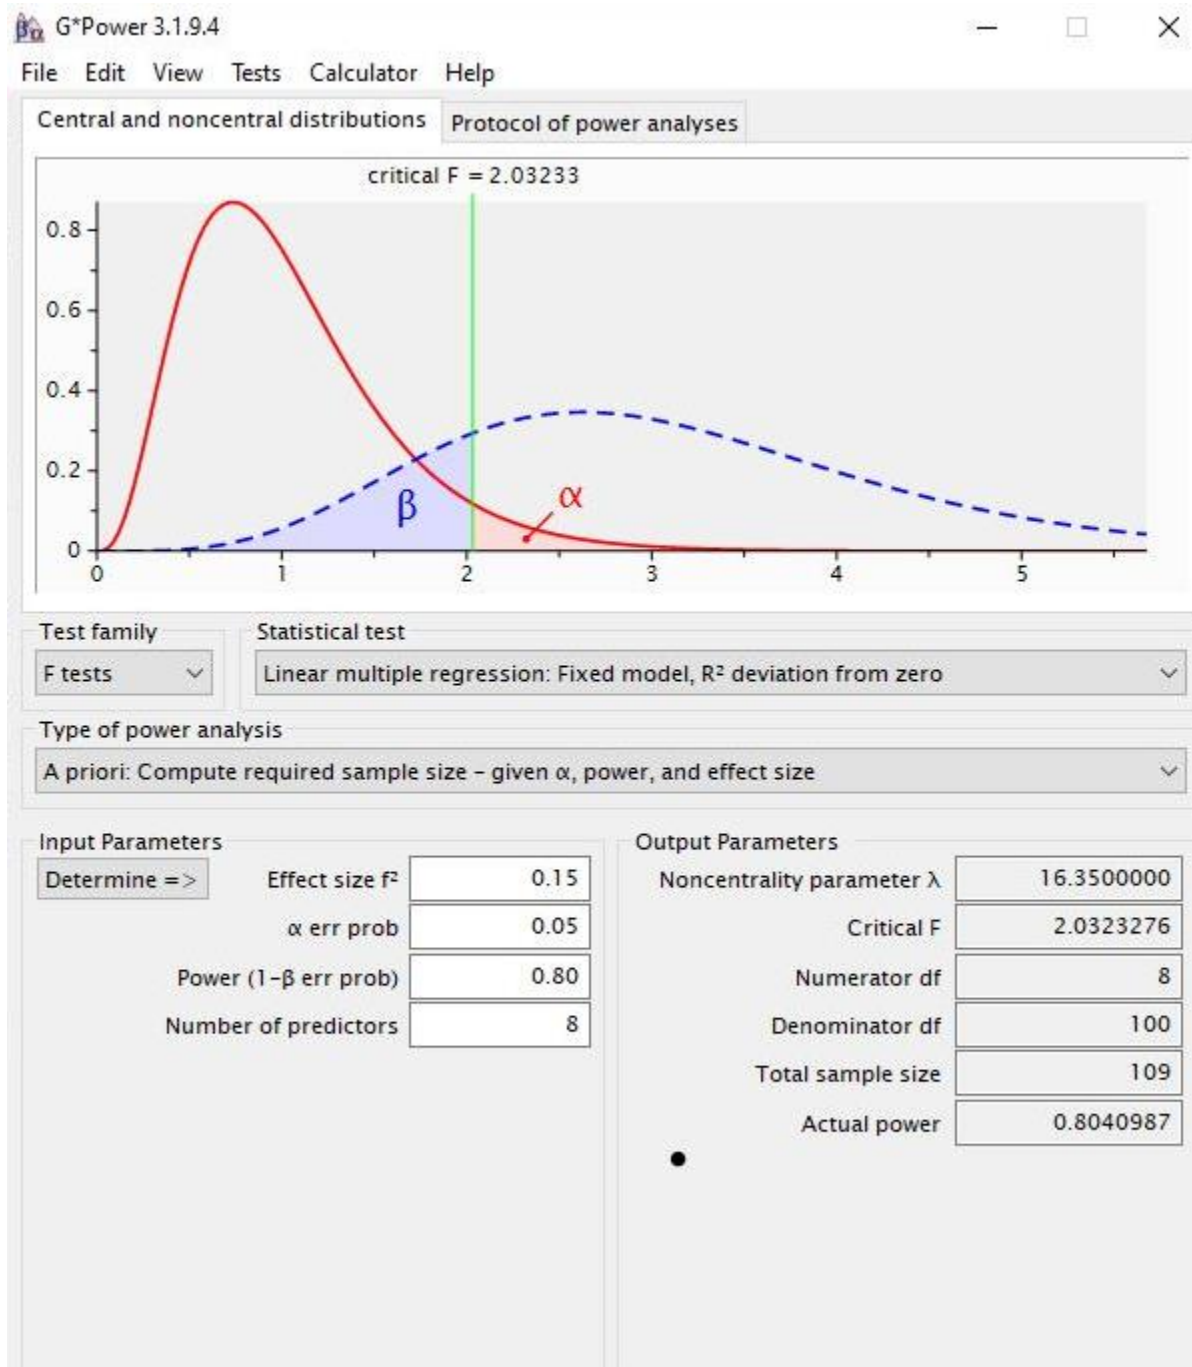 G*Power 3.1.9.4
File Edit View Tests Calculator Help
Central and noncentral distributions Protocol of power analyses
critical F = 2.03233
0.8
0.6
0.4
0.2
0
β
α
0 1 2 3 4 5
Test family Statistical test
F tests Linear multiple regression: Fixed model, R² deviation from zero
Type of power analysis
A priori: Compute required sample size – given α, power, and effect size
Input Parameters Output Parameters
Determine => Effect size f² 0.15 Noncentrality parameter λ 16.3500000
α err prob 0.05 Critical F 2.0323276
Power (1-β err prob) 0.80 Numerator df 8
Number of predictors 8 Denominator df 100
Total sample size 109
Actual power 0.8040987